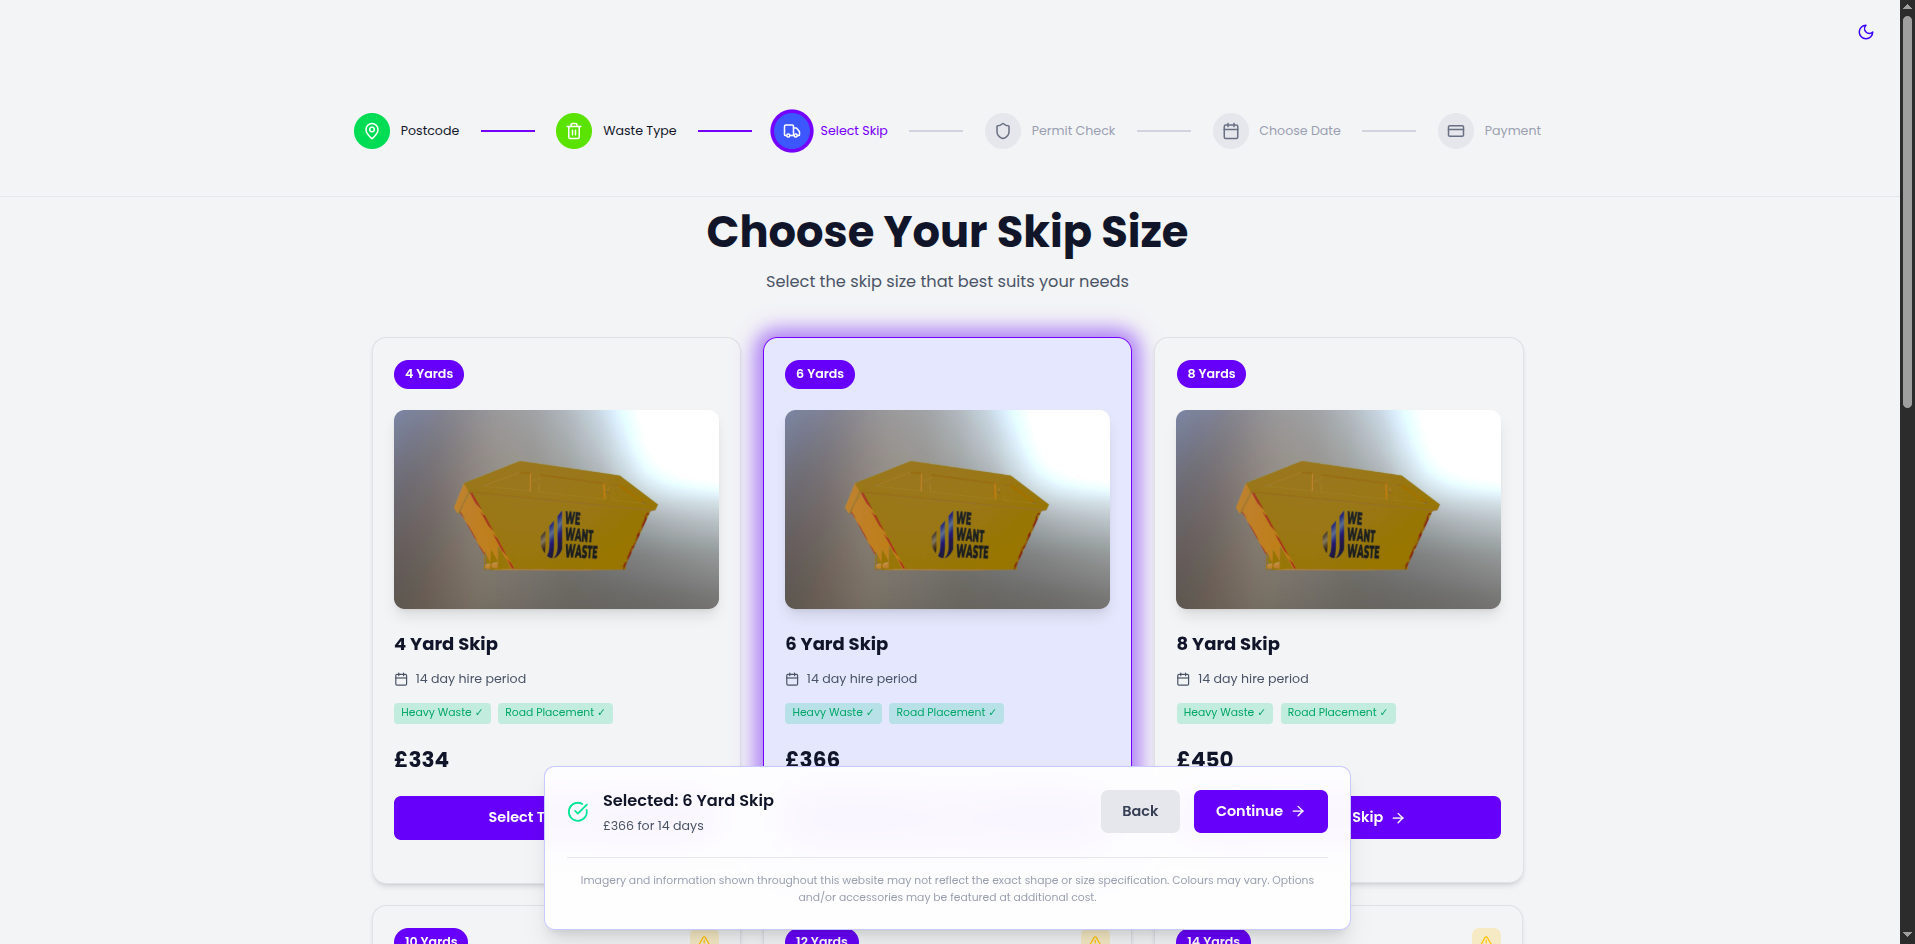 Postcode
Waste Type
Select Skip
Permit Check
Choose Date
Payment
Choose Your Skip Size
Select the skip size that best suits your needs
4 Yards
6 Yards
8 Yards
WE WANT WASTE
WE WANT WASTE
WE WANT WASTE
4 Yard Skip
6 Yard Skip
8 Yard Skip
14 day hire period
14 day hire period
14 day hire period
Heavy Waste ✓ Road Placement ✓
Heavy Waste ✓ Road Placement ✓
Heavy Waste ✓ Road Placement ✓
£334
£366
£450
Select
Skip →
Selected: 6 Yard Skip
£366 for 14 days
Back
Continue →
Imagery and information shown throughout this website may not reflect the exact shape or size specification. Colours may vary. Options
and/or accessories may be featured at additional cost.
10 Yards
12 Yards
14 Yards